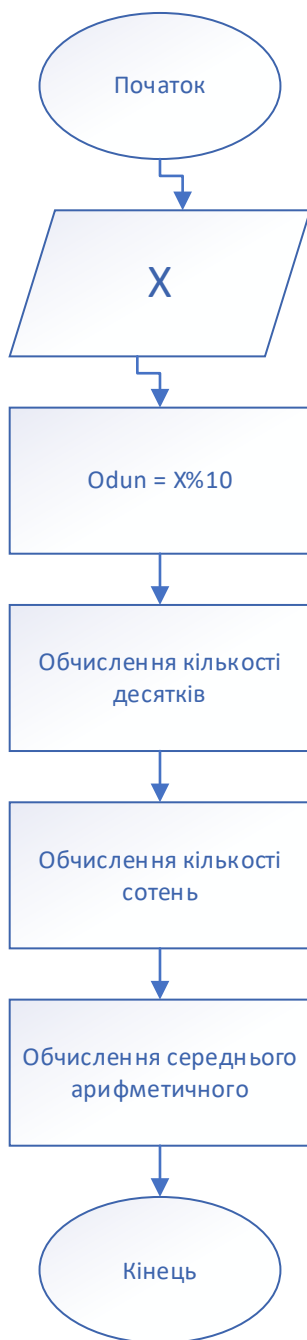 Початок
X
Odun = X%10
Обчислення кількості
десятків
Обчислення кількості
сотень
Обчислення середнього
арифметичного
Кінець